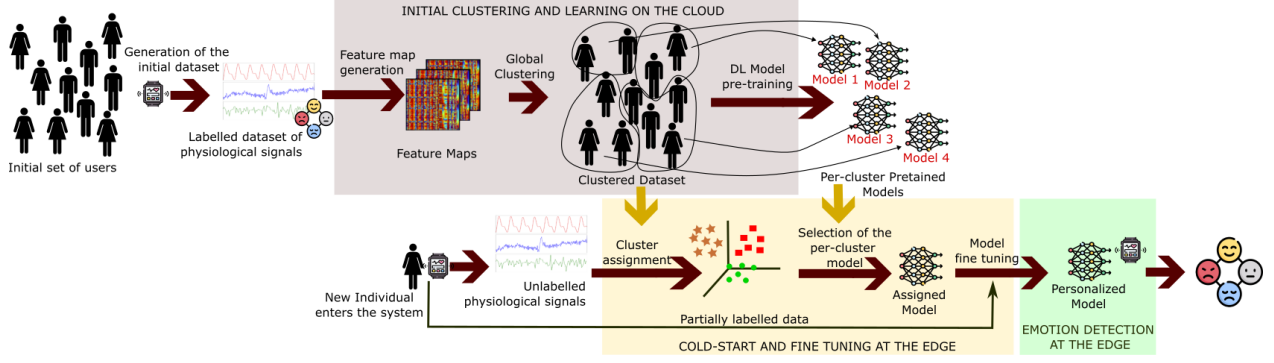 INITIAL CLUSTERING AND LEARNING ON THE CLOUD
Generation of the
initial dataset
Labelled dataset of
physiological signals
Initial set of users
Feature map
generation
Feature Maps
Global
Clustering
Clustered Dataset
DL Model
pre-training
Model 1
Model 2
Model 3
Model 4
Per-cluster Pretained
Models
New Individual
enters the system
Unlabelled
physiological signals
Cluster
assignment
Selection of the
per-cluster
model
Assigned
Model
Model
fine tuning
Personalized
Model
Partially labelled data
COLD-START AND FINE TUNING AT THE EDGE
EMOTION DETECTION
AT THE EDGE